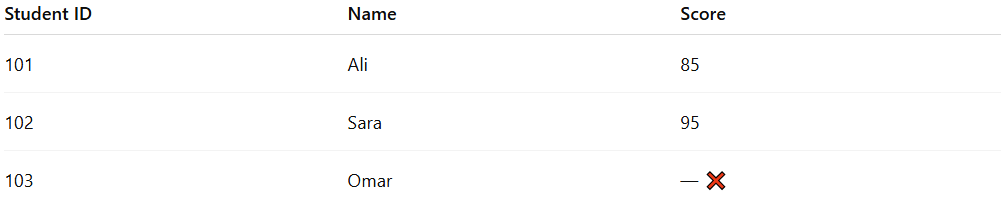 Student ID Name Score
101 Ali 85
102 Sara 95
103 Omar — ❌